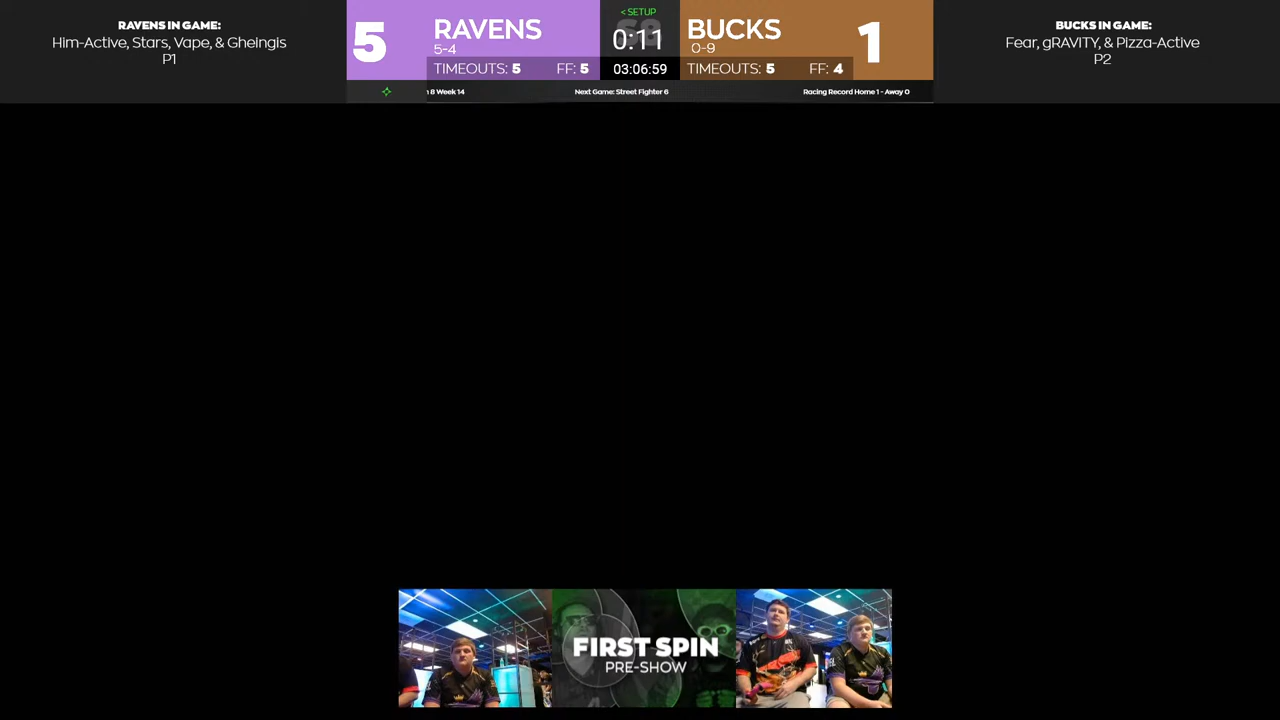 RAVENS IN GAME:
Him-Active, Stars, Vape, & Gheingis
P1
5
RAVENS
5-4
TIMEOUTS: 5 FF: 5
< SETUP
0:11
03:06:59
BUCKS
0-9
TIMEOUTS: 5 FF: 4
1
8 Week 14
Next Game: Street Fighter 6
Racing Record Home 1 - Away 0
BUCKS IN GAME:
Fear, gRAVITY, & Pizza-Active
P2
FIRST SPIN
PRE-SHOW